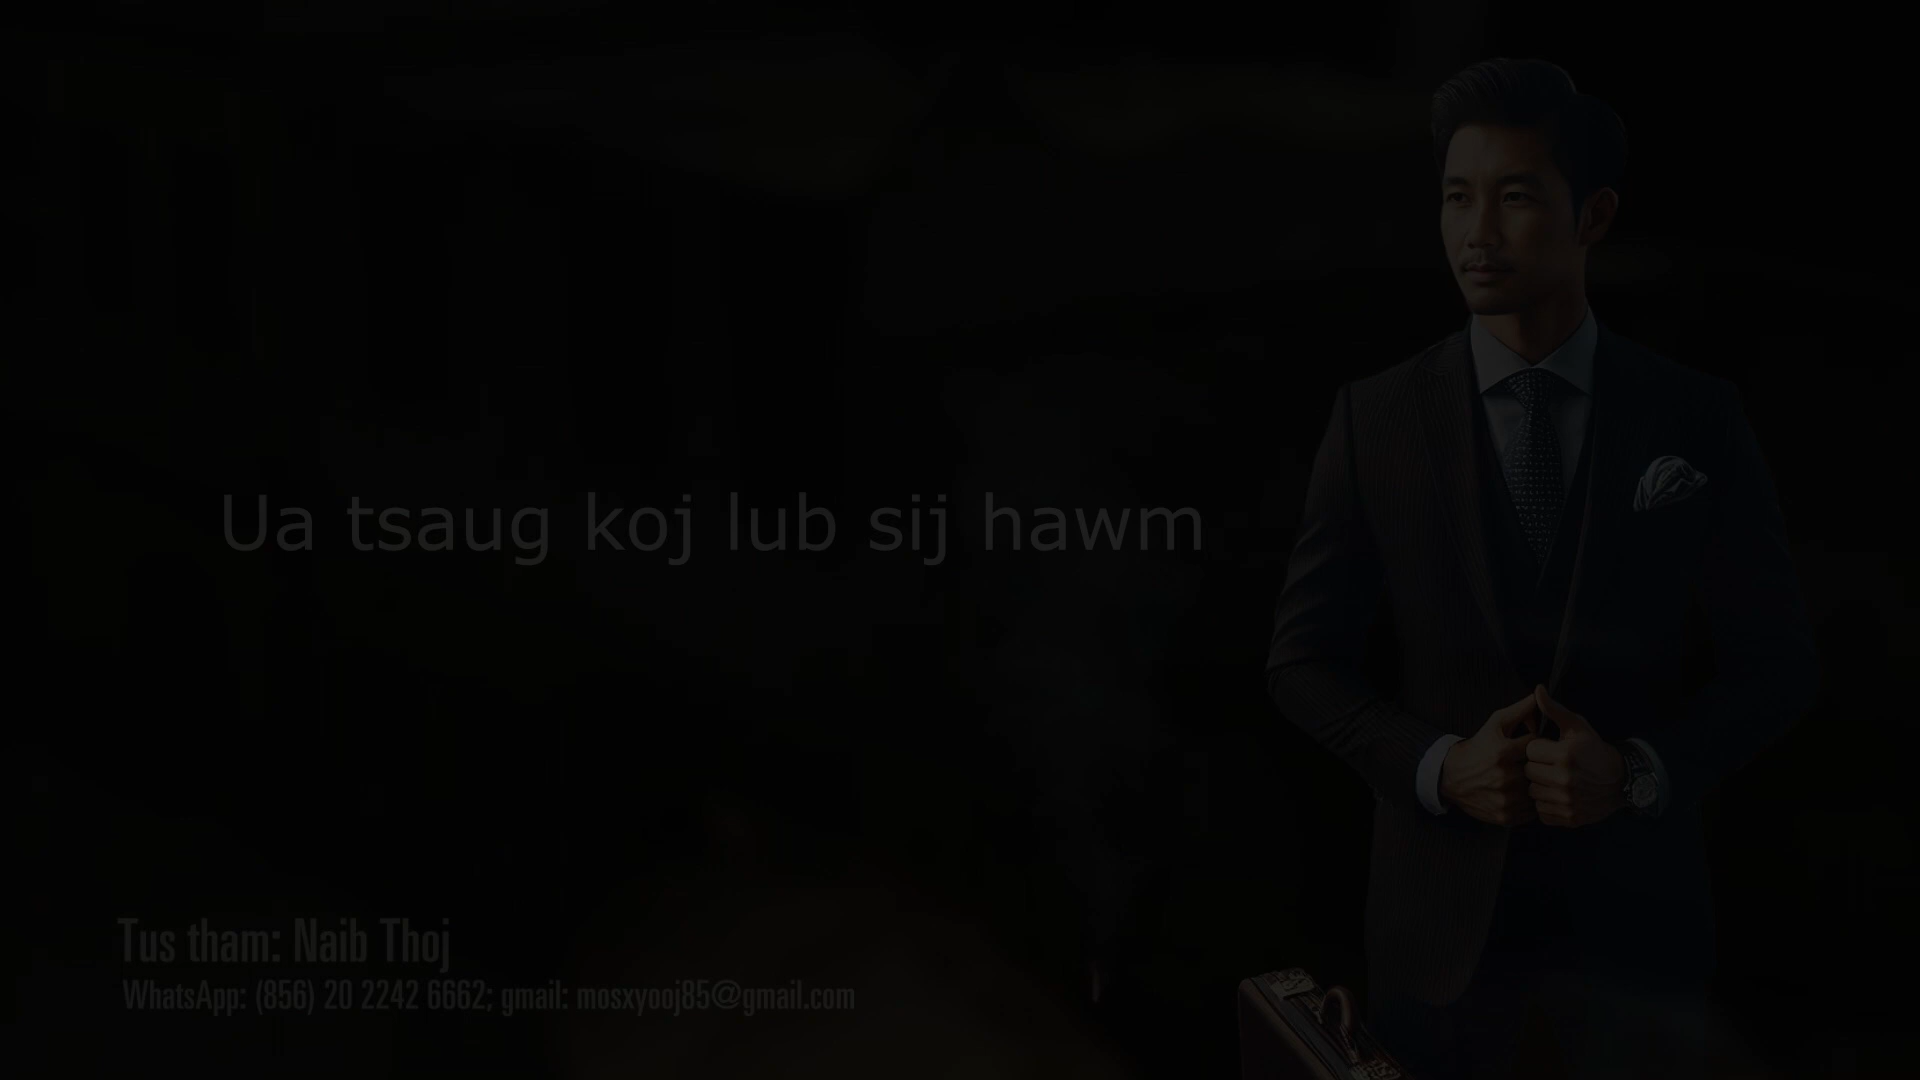 Ua tsaug koj lub sij hawm
Tus tham: Naib Thoj
WhatsApp: (856) 20 2242 6662; gmail: mosxyooj85@gmail.com